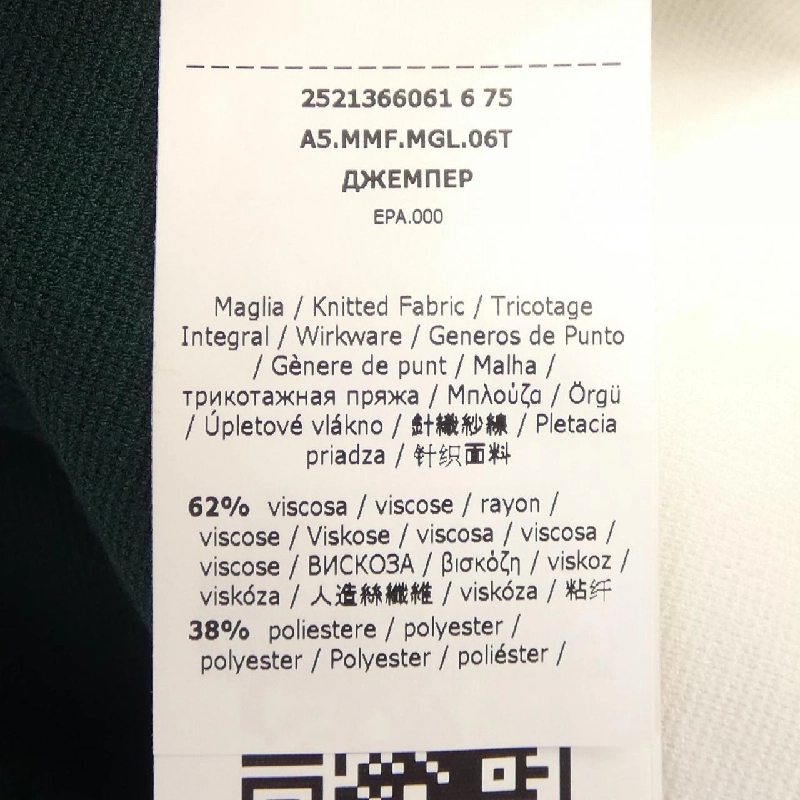 2521366061 6 75
A5.MMF.MGL.06T
ДЖЕМПЕР
EPA.000
Maglia / Knitted Fabric / Tricotage
Integral / Wirkware / Generos de Punto
/ Gènere de punt / Malha /
трикотажная пряжа / Μπλούζα / Örgü
/ Úpletové vlákno / 針纖紗線 / Pletacia
priadza / 针织面料
62% viscosa / viscose / rayon /
viscose / Viskose / viscosa / viscosa /
viscose / ВИСКОЗА / βισκόζη / viskoz /
viskóza / 人造絲纖維 / viskóza / 粘纤
38% poliestere / polyester /
polyester / Polyester / poliéster /